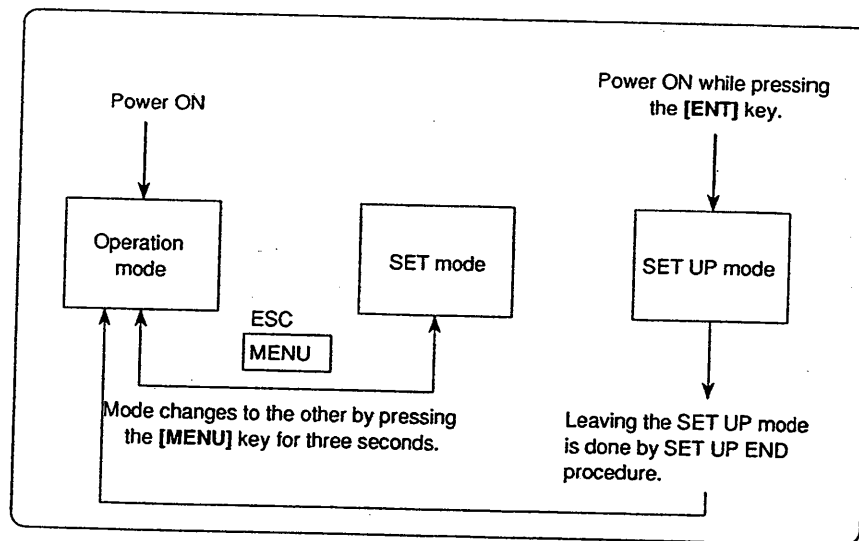 Power ON
Power ON while pressing
the [ENT] key.
Operation
mode
SET mode
SET UP mode
ESC
MENU
Mode changes to the other by pressing
the [MENU] key for three seconds.
Leaving the SET UP mode
is done by SET UP END
procedure.